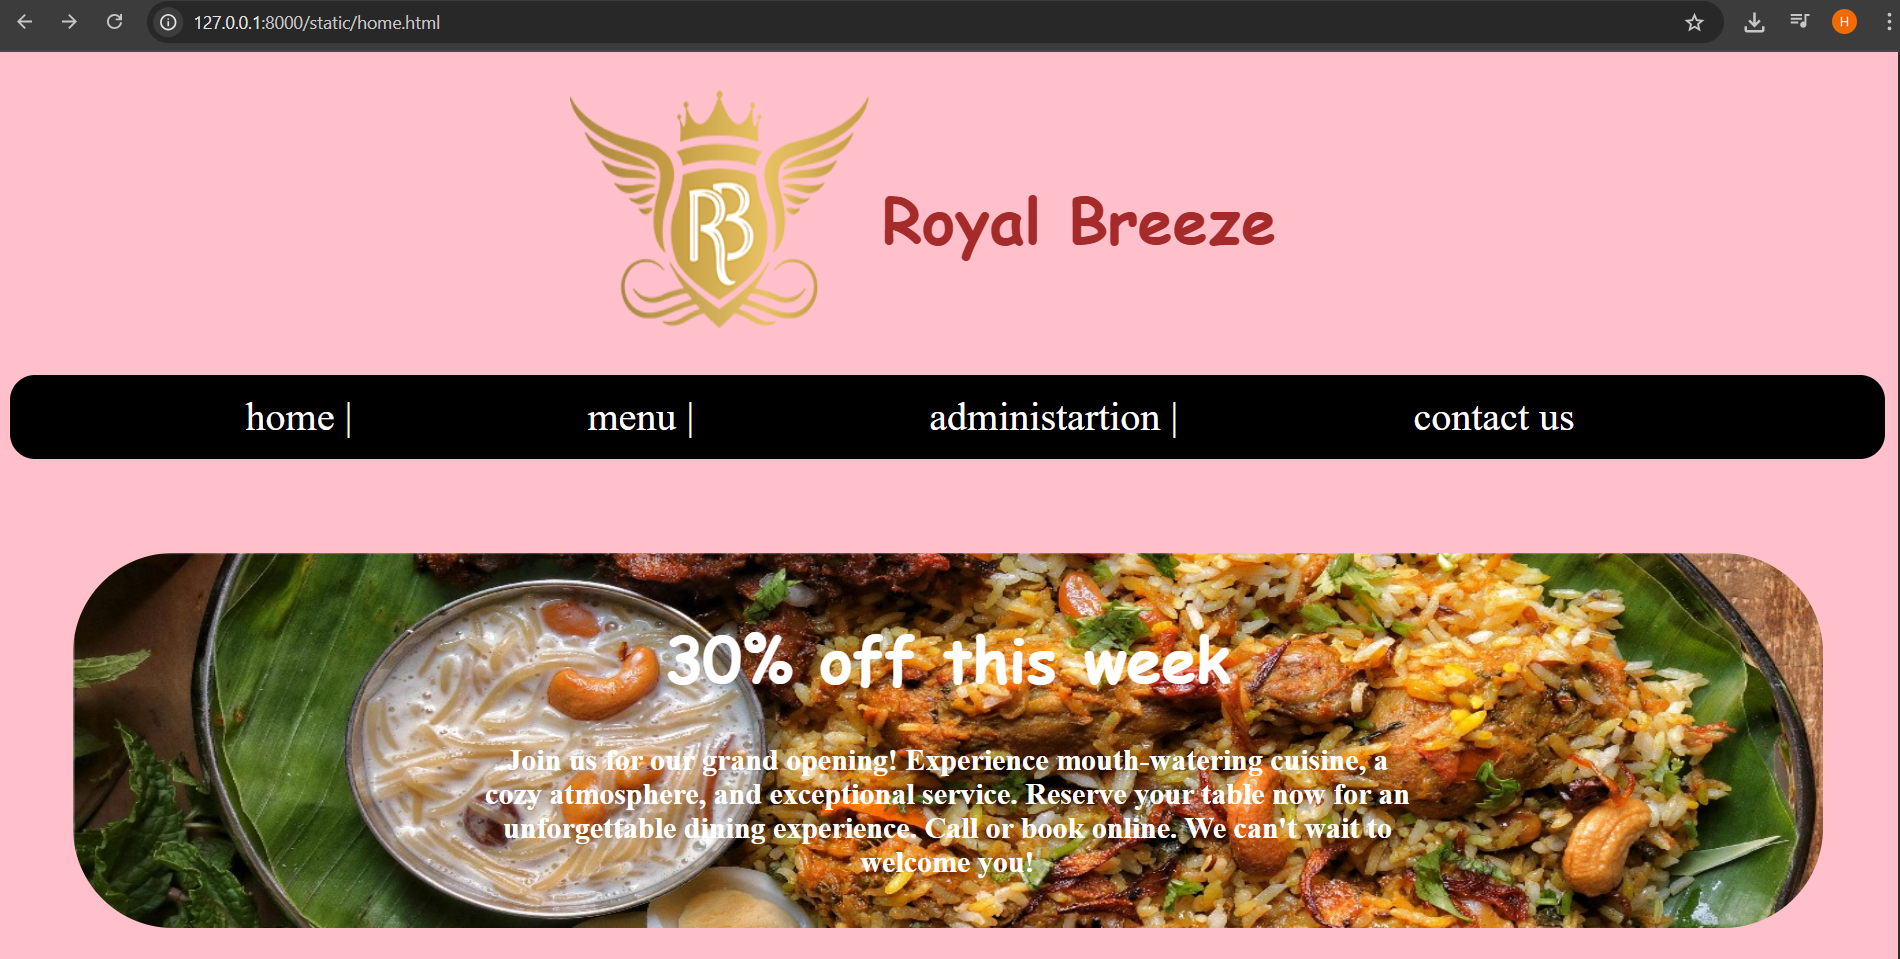 127.0.0.1:8000/static/home.html
H
RB
Royal Breeze
home | menu | administartion | contact us
30% off this week
Join us for our grand opening! Experience mouth-watering cuisine, a
cozy atmosphere, and exceptional service. Reserve your table now for an
unforgettable dining experience. Call or book online. We can't wait to
welcome you!